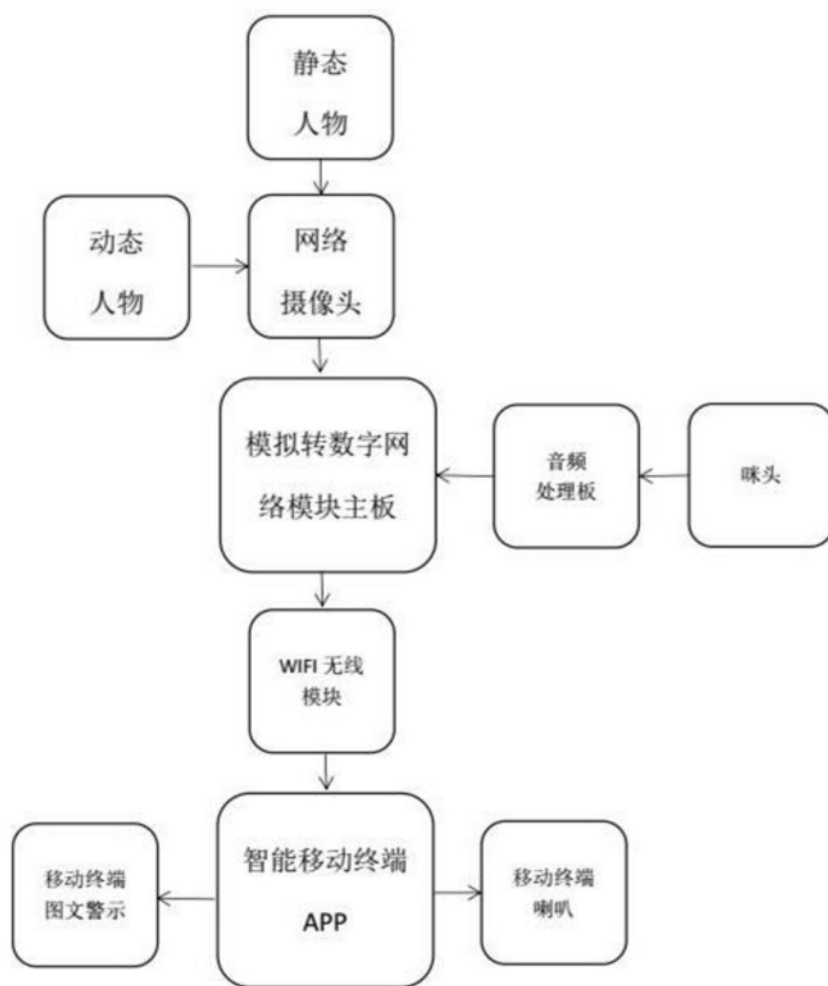 静态
人物
动态
人物
网络
摄像头
模拟转数字网
络模块主板
音频
处理板
咪头
WIFI 无线
模块
移动终端
图文警示
智能移动终端
APP
移动终端
喇叭